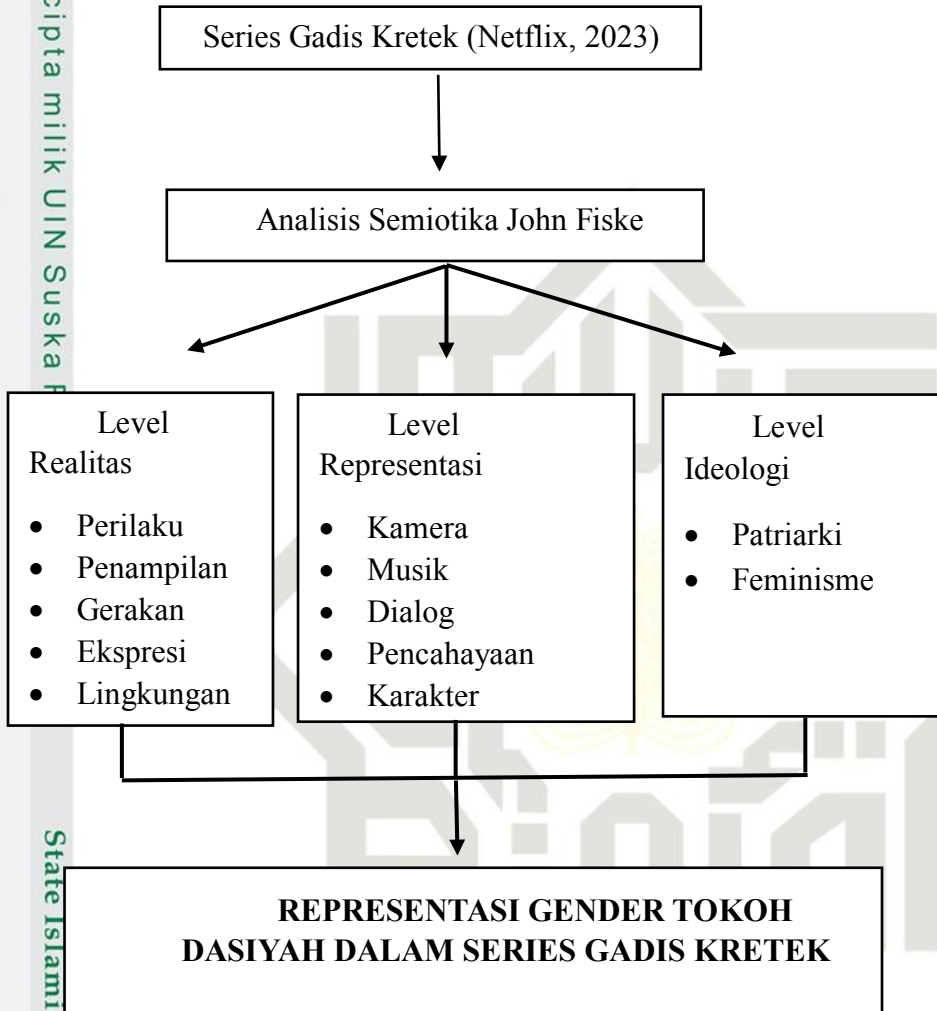 cipta milik UIN Suska
State Islami
Series Gadis Kretek (Netflix, 2023)
Analisis Semiotika John Fiske
Level
Realitas
• Perilaku
• Penampilan
• Gerakan
• Ekspresi
• Lingkungan
Level
Representasi
• Kamera
• Musik
• Dialog
• Pencahayaan
• Karakter
Level
Ideologi
• Patriarki
• Feminisme
REPRESENTASI GENDER TOKOH
DASIYAH DALAM SERIES GADIS KRETEK